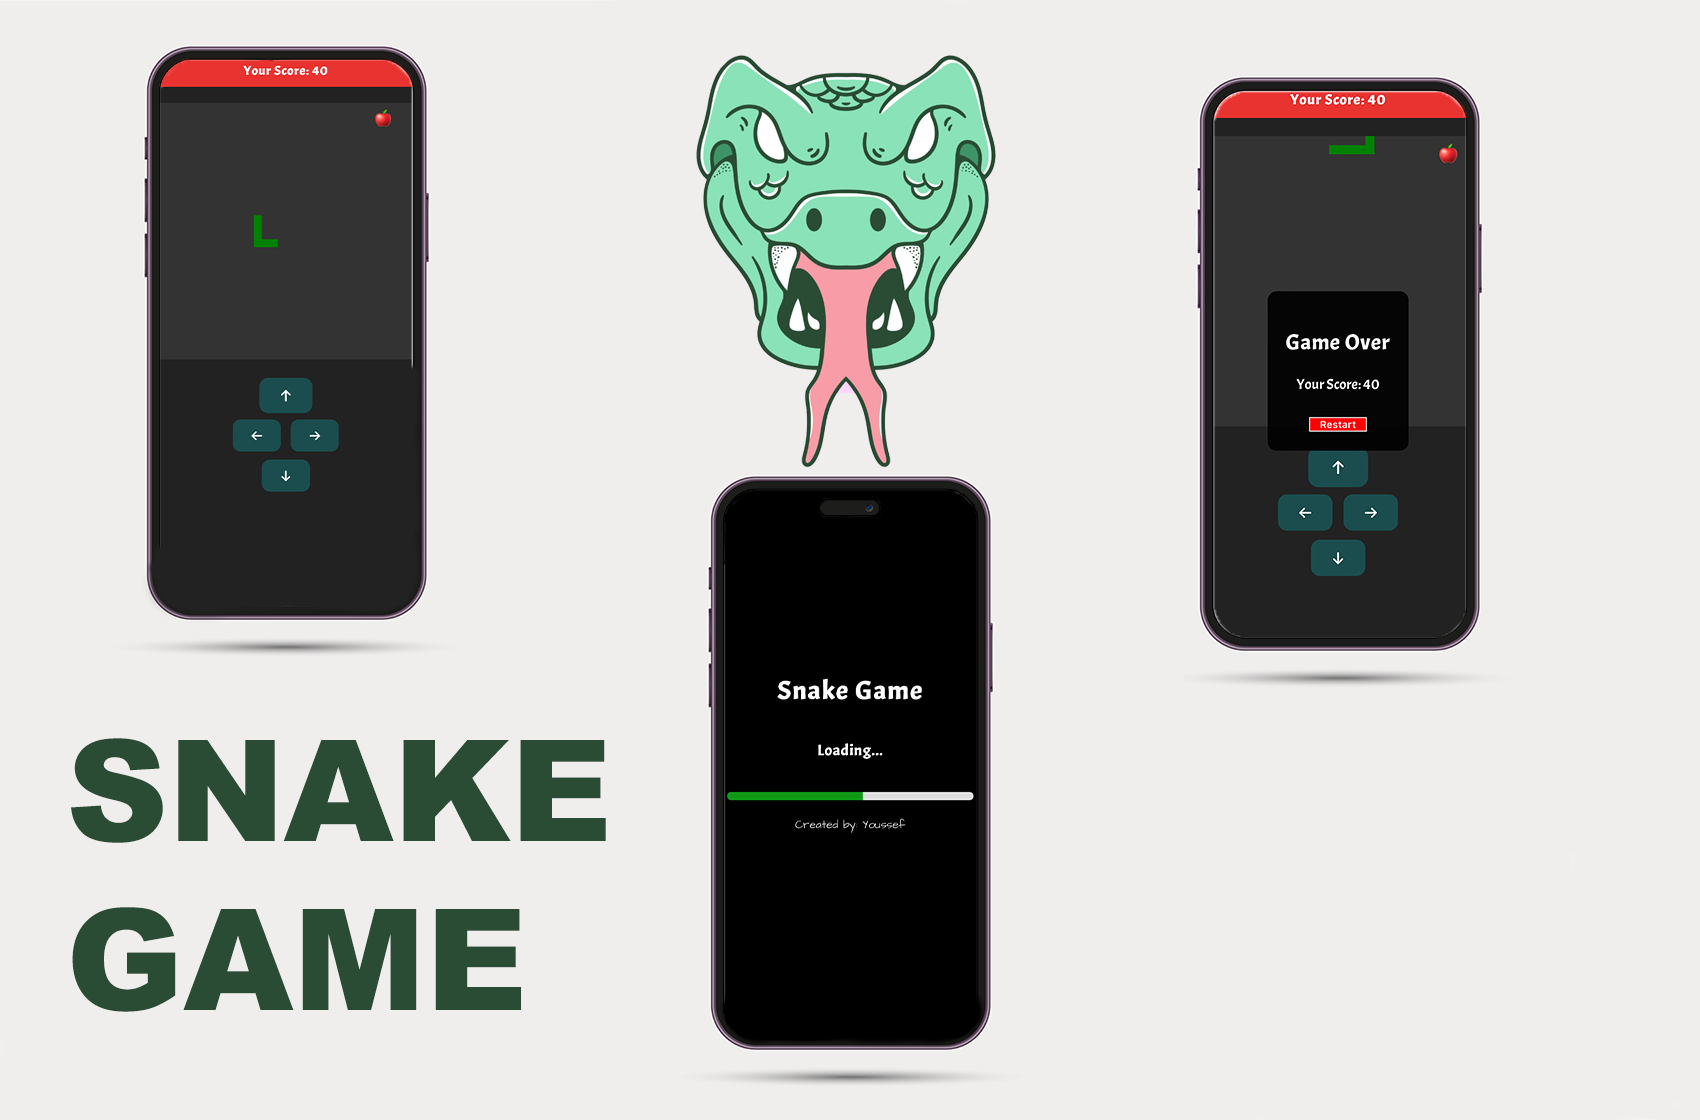 Your Score: 40
↑
← →
↓
SNAKE
GAME
Snake Game
Loading...
Created by: Youssef
Your Score: 40
Game Over
Your Score: 40
Restart
↑
← →
↓